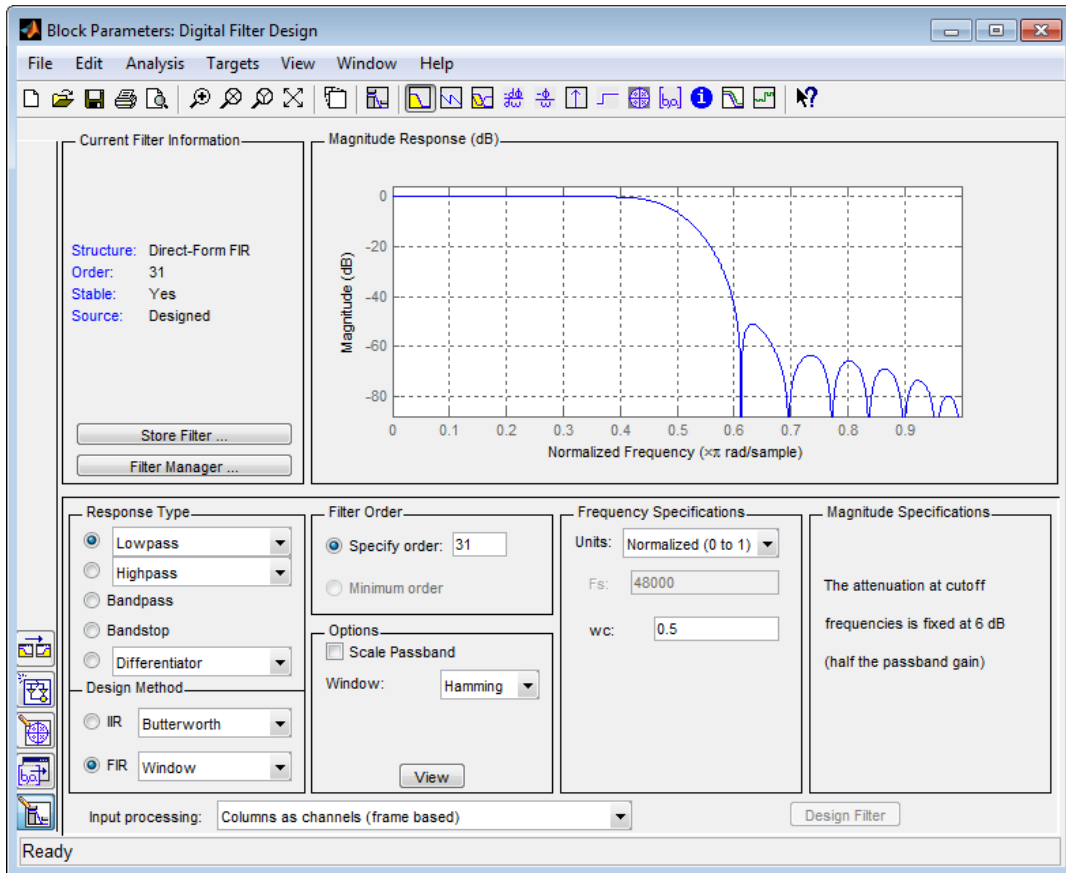 Block Parameters: Digital Filter Design
File Edit Analysis Targets View Window Help
Current Filter Information
Structure: Direct-Form FIR
Order: 31
Stable: Yes
Source: Designed
Store Filter ...
Filter Manager ...
Magnitude Response (dB)
Magnitude (dB)
0
-20
-40
-60
-80
0 0.1 0.2 0.3 0.4 0.5 0.6 0.7 0.8 0.9
Normalized Frequency (×π rad/sample)
Response Type
Lowpass
Highpass
Bandpass
Bandstop
Differentiator
Design Method
IIR Butterworth
FIR Window
Filter Order
Specify order: 31
Minimum order
Options
Scale Passband
Window: Hamming
View
Frequency Specifications
Units: Normalized (0 to 1)
Fs: 48000
wc: 0.5
Magnitude Specifications
The attenuation at cutoff
frequencies is fixed at 6 dB
(half the passband gain)
Input processing: Columns as channels (frame based)
Design Filter
Ready